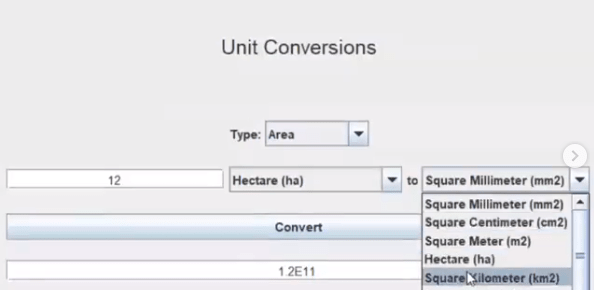 Unit Conversions
Type: Area
12 Hectare (ha) to Square Millimeter (mm2)
Square Millimeter (mm2)
Square Centimeter (cm2)
Convert
Square Meter (m2)
Hectare (ha)
1.2E11
Square Kilometer (km2)